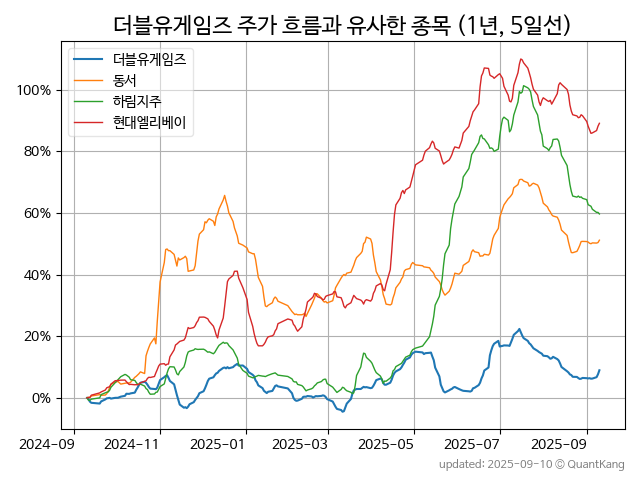 더블유게임즈 주가 흐름과 유사한 종목 (1년, 5일선)
더블유게임즈
동서
하림지주
현대엘리베이
100%
80%
60%
40%
20%
0%
2024-09 2024-11 2025-01 2025-03 2025-05 2025-07 2025-09
updated: 2025-09-10 © QuantKang